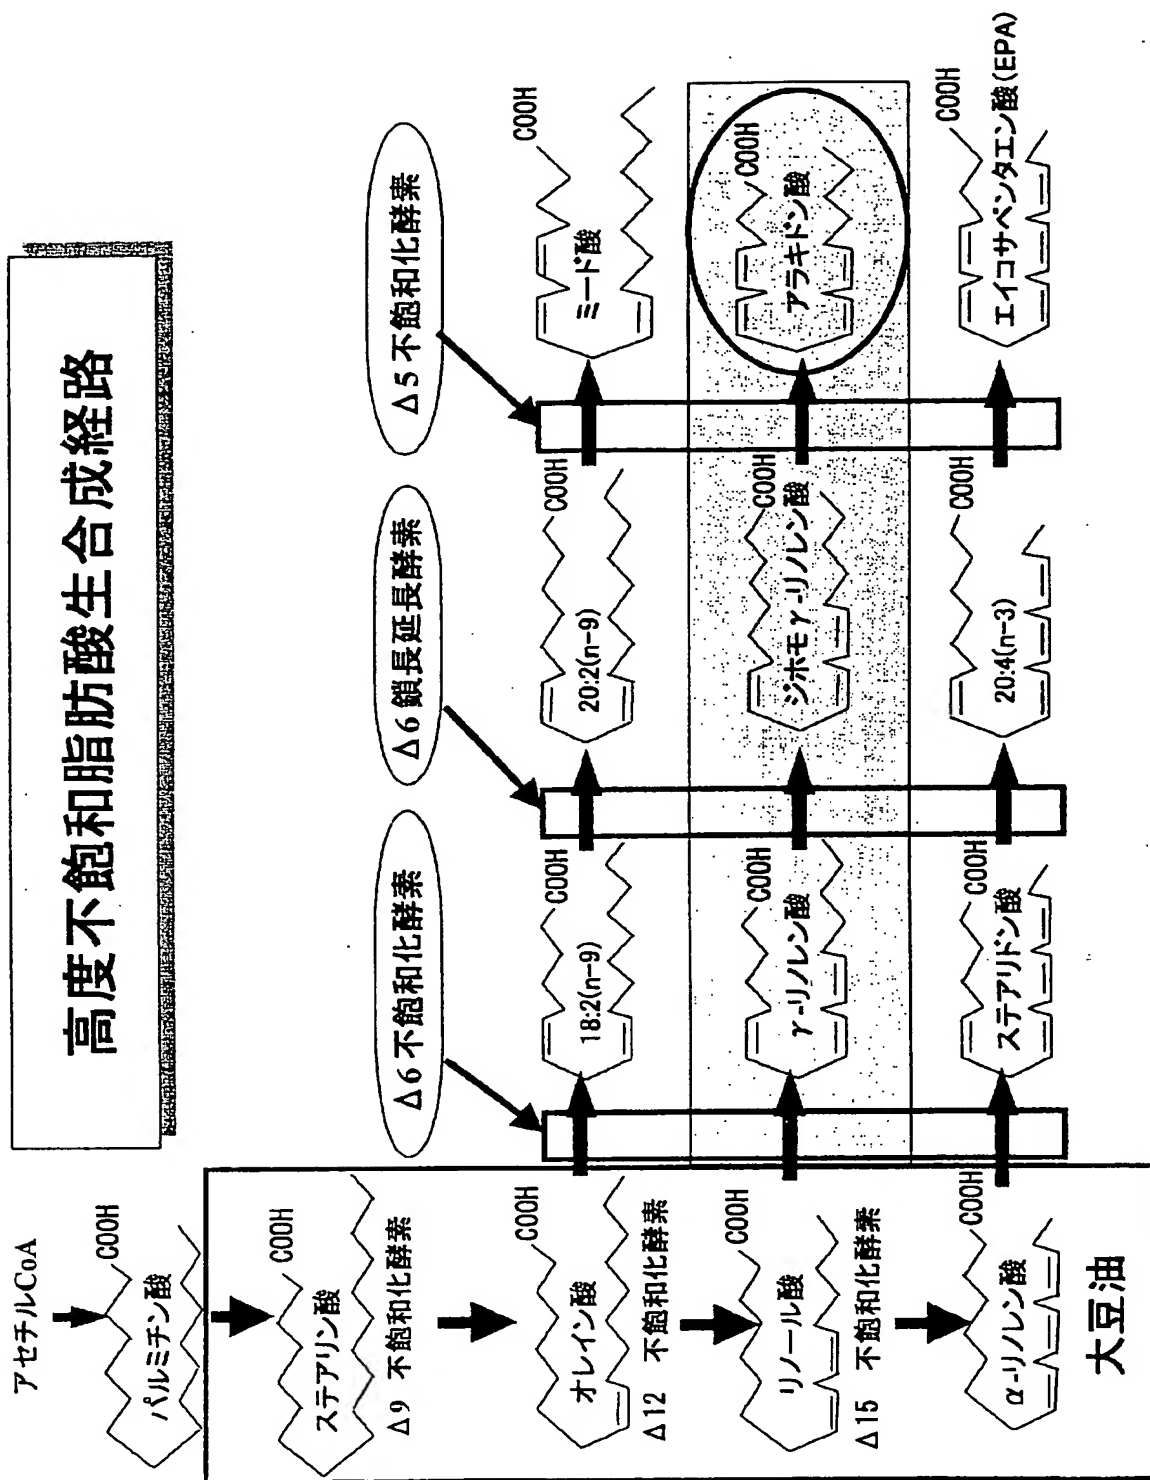 高度不飽和脂肪酸生合成経路
アセチルCoA
COOH
パルミチン酸
COOH
ステアリン酸
Δ9 不飽和化酵素
COOH
オレイン酸
Δ12 不飽和化酵素
COOH
リノール酸
Δ15 不飽和化酵素
COOH
α-リノレン酸
大豆油
Δ6不飽和化酵素
COOH
18:2(n-9)
COOH
γ-リノレン酸
COOH
ステアリドン酸
Δ6鎖長延長酵素
COOH
20:2(n-9)
COOH
ジホモγ-リノレン酸
COOH
20:4(n-3)
Δ5不飽和化酵素
COOH
ミード酸
COOH
アラキドン酸
COOH
エイコサペンタエン酸(EPA)